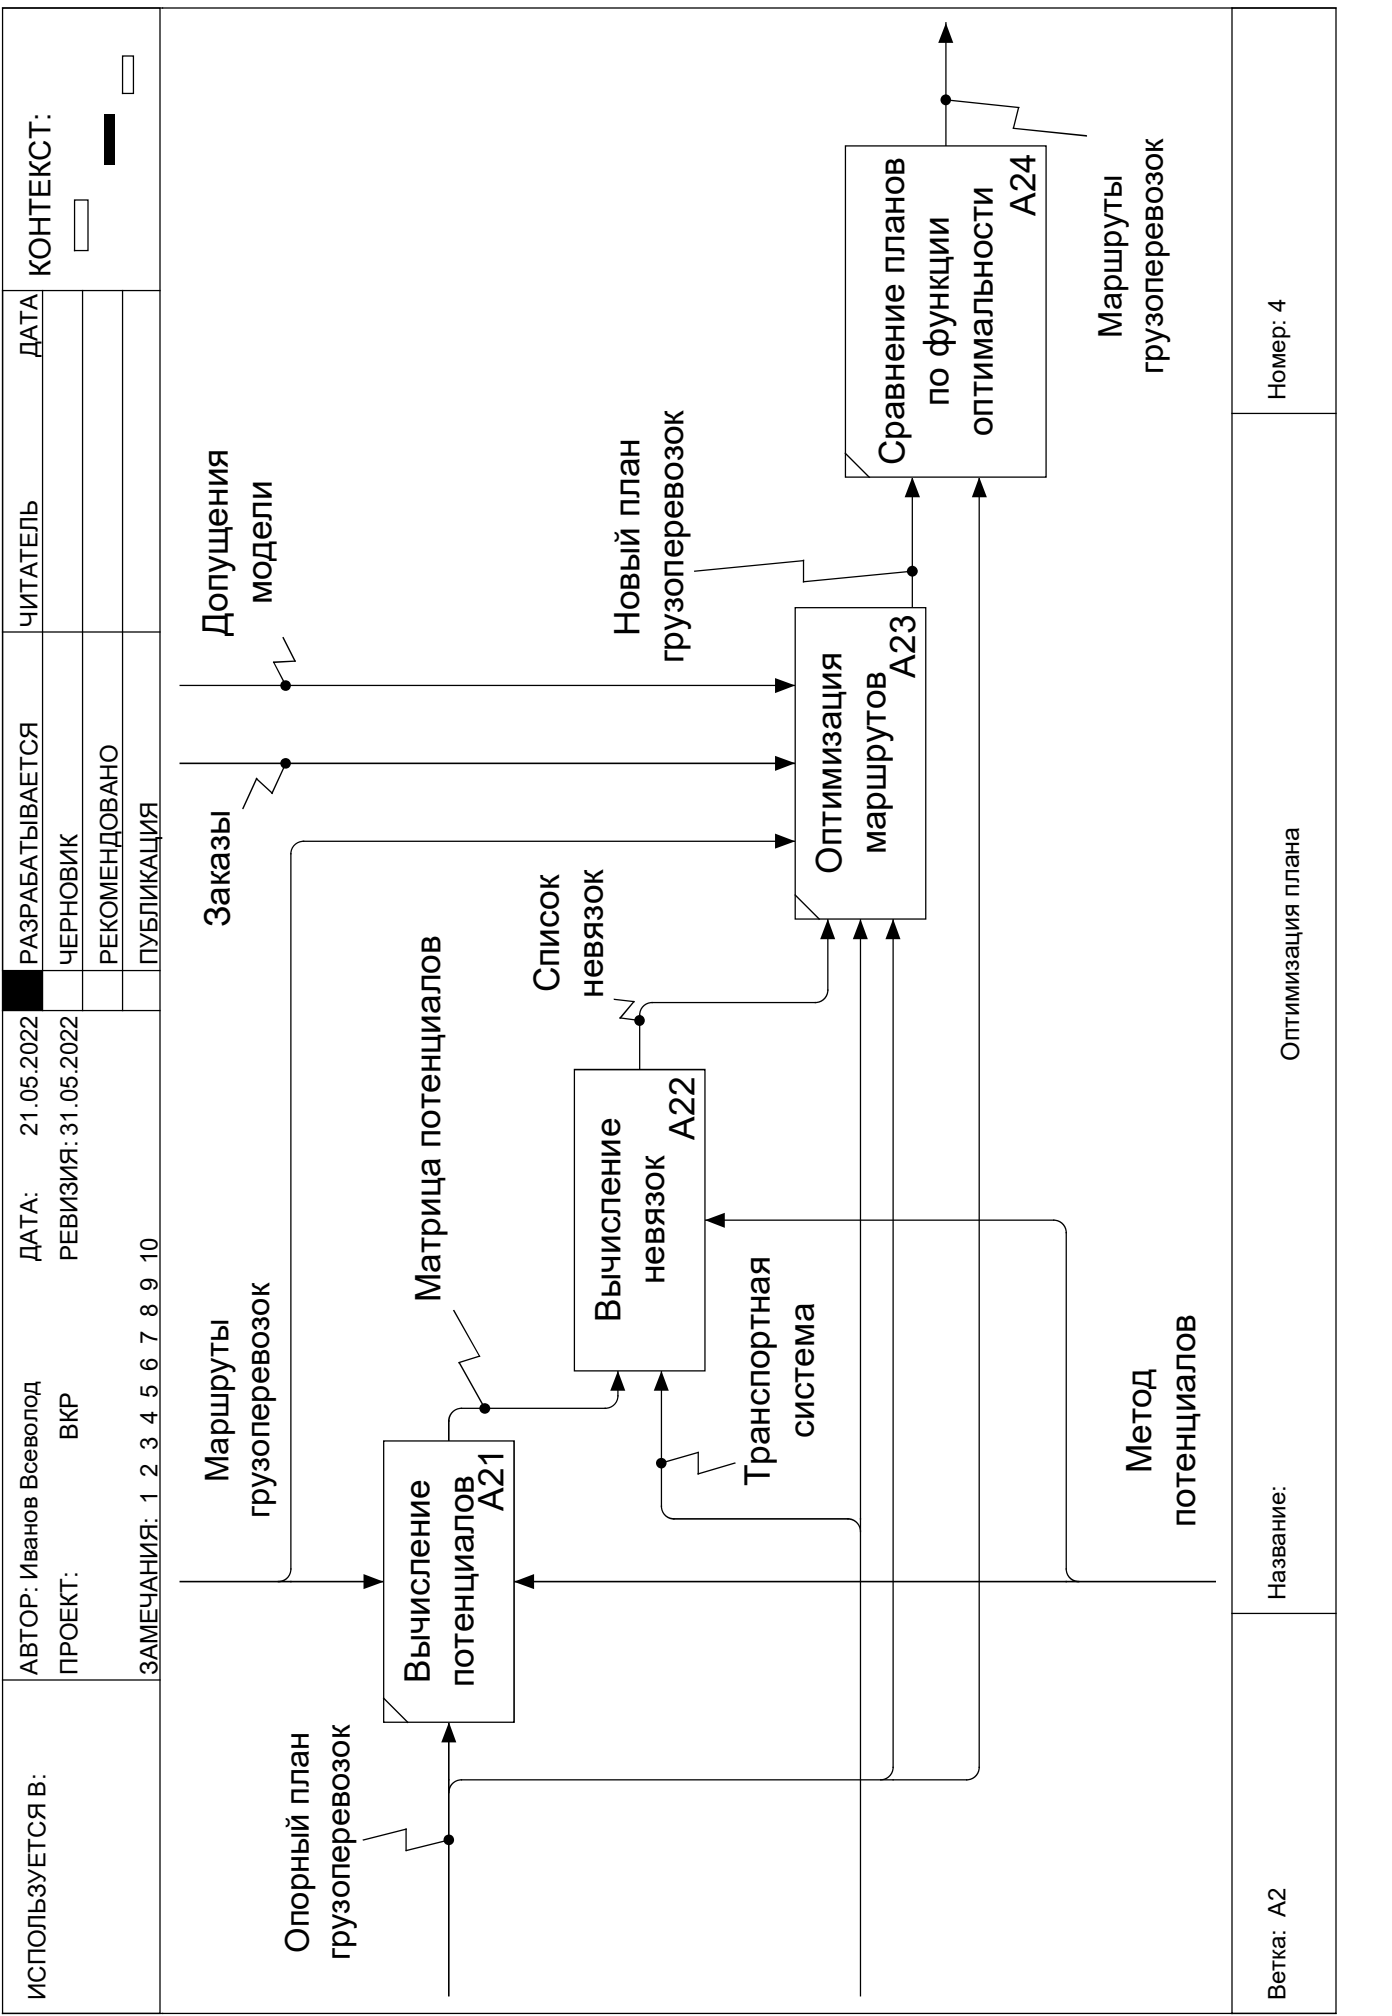 ИСПОЛЬЗУЕТСЯ В:
АВТОР: Иванов Всеволод
ДАТА: 21.05.2022
РАЗРАБАТЫВАЕТСЯ
ЧИТАТЕЛЬ
ДАТА
КОНТЕКСТ:
ПРОЕКТ: ВКР
РЕВИЗИЯ: 31.05.2022
ЧЕРНОВИК
РЕКОМЕНДОВАНО
ЗАМЕЧАНИЯ: 1 2 3 4 5 6 7 8 9 10
ПУБЛИКАЦИЯ
Маршруты
грузоперевозок
Заказы
Допущения
модели
Опорный план
грузоперевозок
Вычисление
потенциалов
A21
Матрица потенциалов
Список
невязок
Вычисление
невязок
A22
Новый план
грузоперевозок
Транспортная
система
Оптимизация
маршрутов
A23
Сравнение планов
по функции
оптимальности
A24
Маршруты
грузоперевозок
Метод
потенциалов
Ветка: A2
Название:
Оптимизация плана
Номер: 4